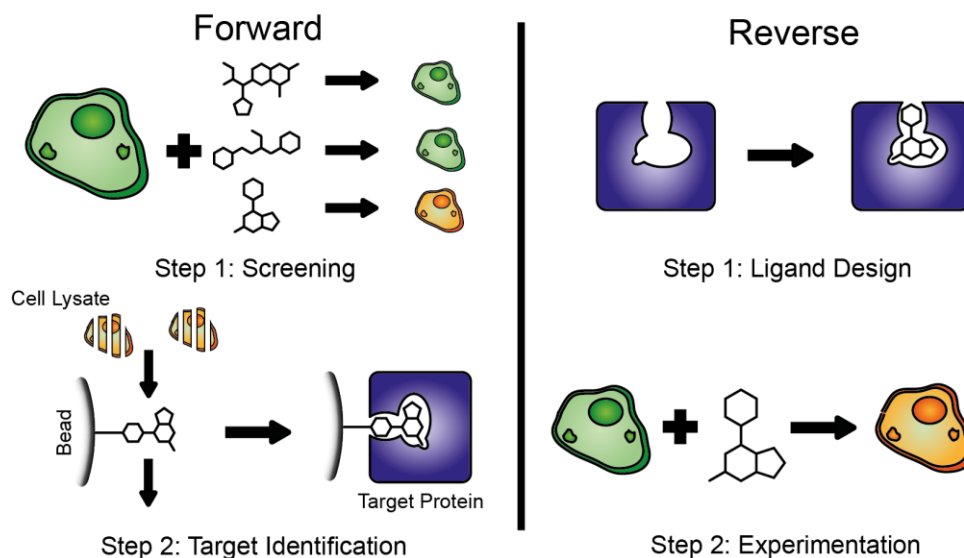 Forward
Step 1: Screening
Cell Lysate
Bead
Target Protein
Step 2: Target Identification
Reverse
Step 1: Ligand Design
Step 2: Experimentation